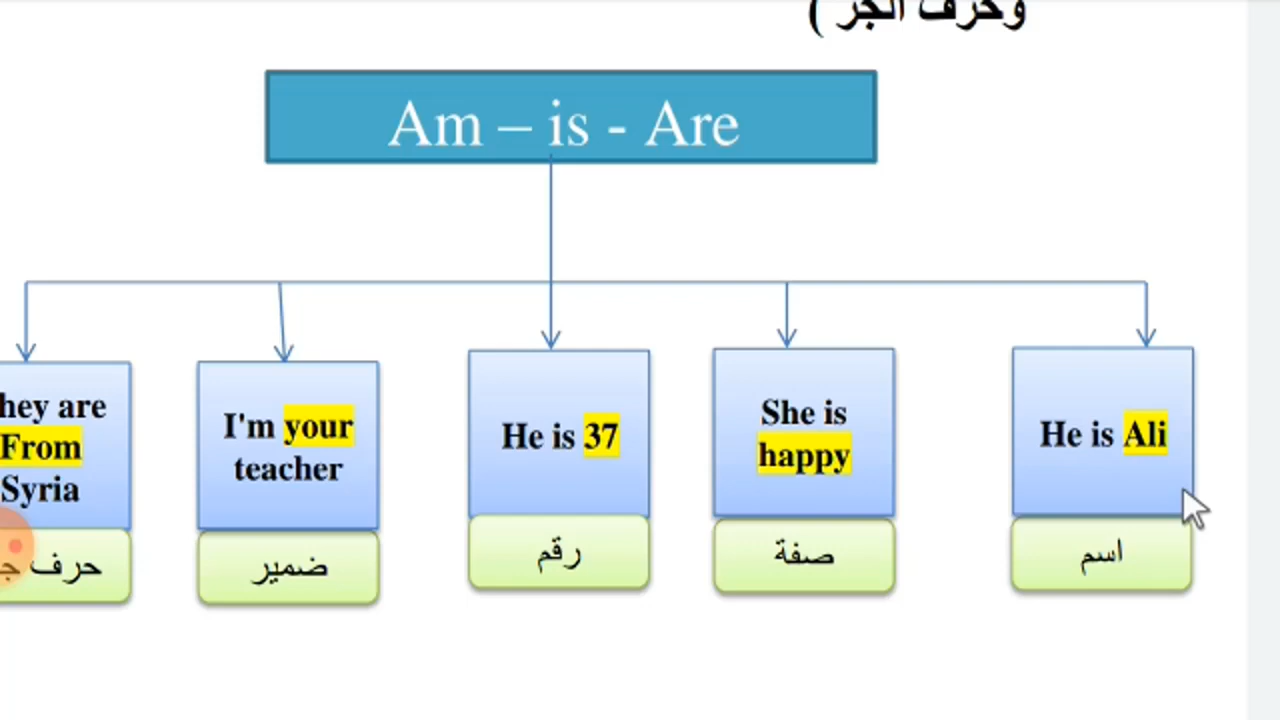 وحرف الجر )
Am – is - Are
hey are
From
Syria
حرف
I'm your
teacher
ضمير
He is 37
رقم
She is
happy
صفة
He is Ali
اسم